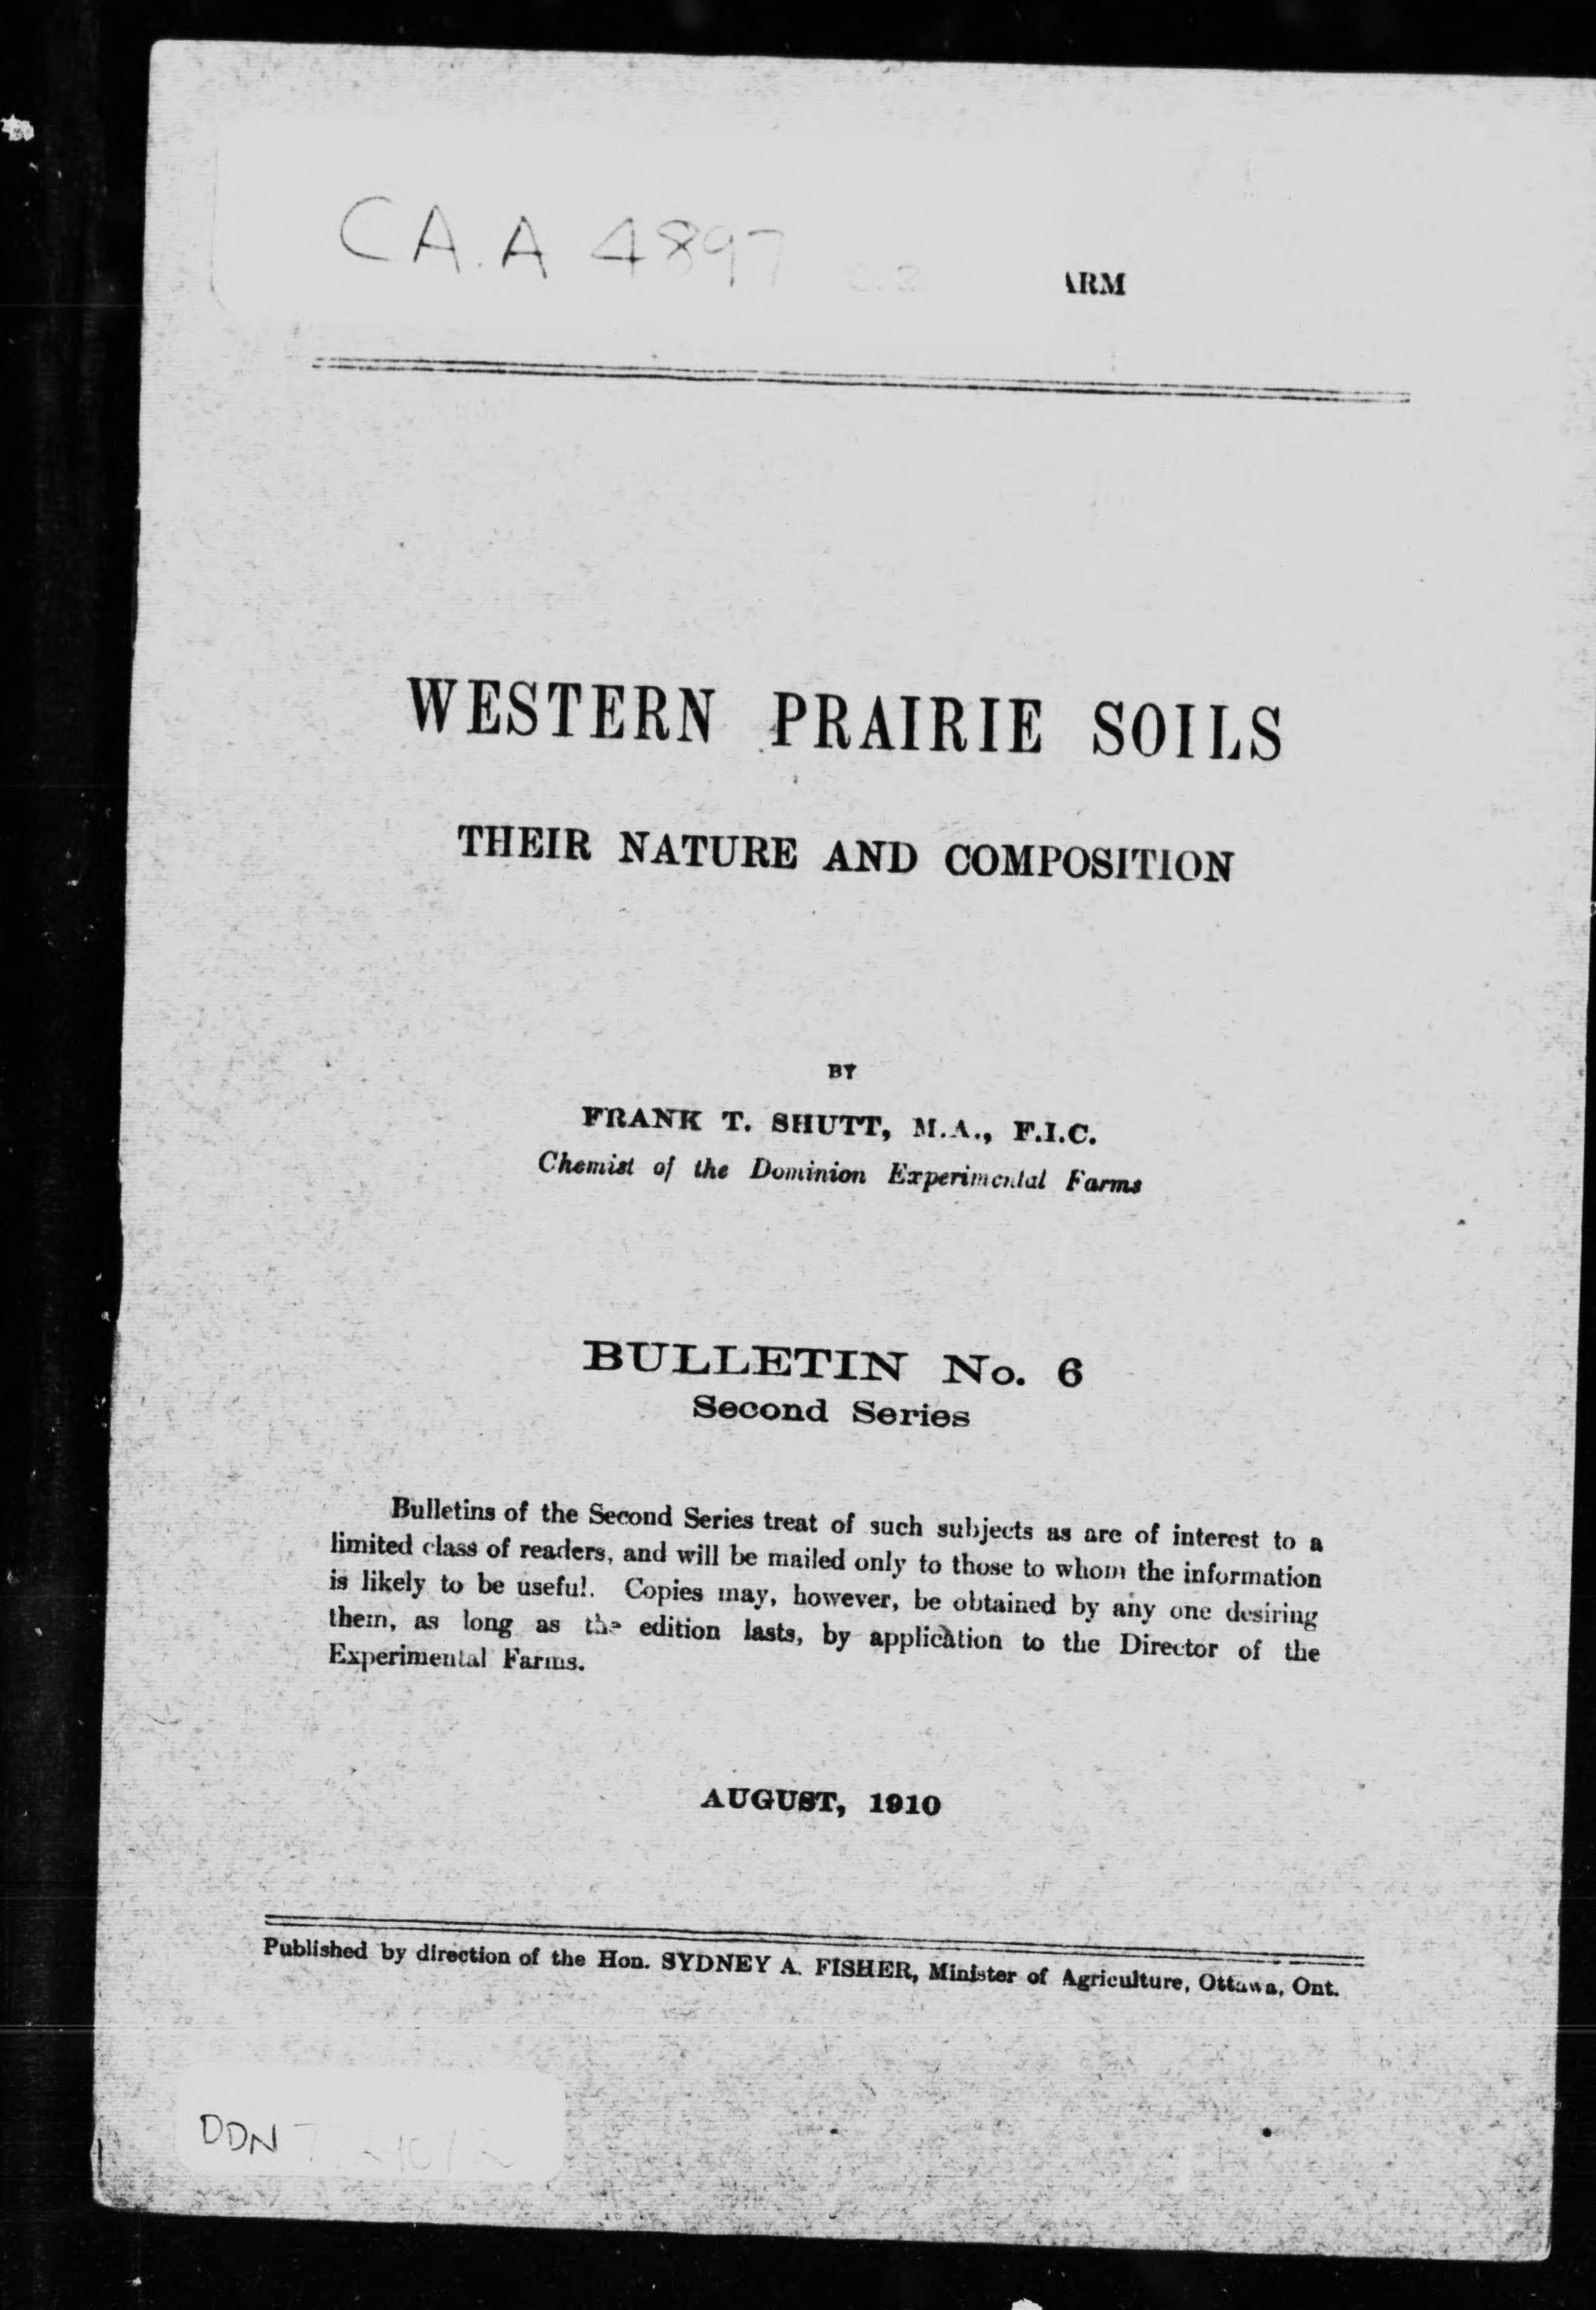 CA.A 4897
ARM
WESTERN PRAIRIE SOILS
THEIR NATURE AND COMPOSITION
BY
FRANK T. SHUTT, M.A., F.I.C.
Chemist of the Dominion Experimental Farms
BULLETIN No. 6
Second Series
Bulletins of the Second Series treat of such subjects as are of interest to a
limited class of readers, and will be mailed only to those to whom the information
is likely to be useful. Copies may, however, be obtained by any one desiring
them, as long as the edition lasts, by application to the Director of the
Experimental Farms.
AUGUST, 1910
Published by direction of the Hon. SYDNEY A. FISHER, Minister of Agriculture, Ottawa, Ont.
DDN